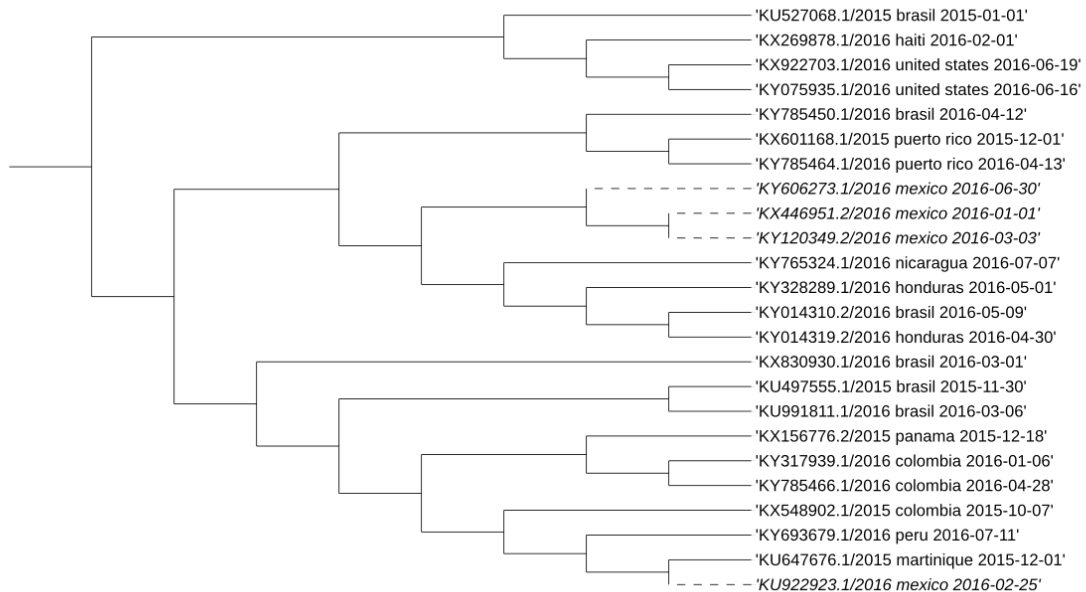 'KU527068.1/2015 brasil 2015-01-01'
'KX269878.1/2016 haiti 2016-02-01'
'KX922703.1/2016 united states 2016-06-19'
'KY075935.1/2016 united states 2016-06-16'
'KY785450.1/2016 brasil 2016-04-12'
'KX601168.1/2015 puerto rico 2015-12-01'
'KY785464.1/2016 puerto rico 2016-04-13'
'KY606273.1/2016 mexico 2016-06-30'
'KX446951.2/2016 mexico 2016-01-01'
'KY120349.2/2016 mexico 2016-03-03'
'KY765324.1/2016 nicaragua 2016-07-07'
'KY328289.1/2016 honduras 2016-05-01'
'KY014310.2/2016 brasil 2016-05-09'
'KY014319.2/2016 honduras 2016-04-30'
'KX830930.1/2016 brasil 2016-03-01'
'KU497555.1/2015 brasil 2015-11-30'
'KU991811.1/2016 brasil 2016-03-06'
'KX156776.2/2015 panama 2015-12-18'
'KY317939.1/2016 colombia 2016-01-06'
'KY785466.1/2016 colombia 2016-04-28'
'KX548902.1/2015 colombia 2015-10-07'
'KY693679.1/2016 peru 2016-07-11'
'KU647676.1/2015 martinique 2015-12-01'
'KU922923.1/2016 mexico 2016-02-25'